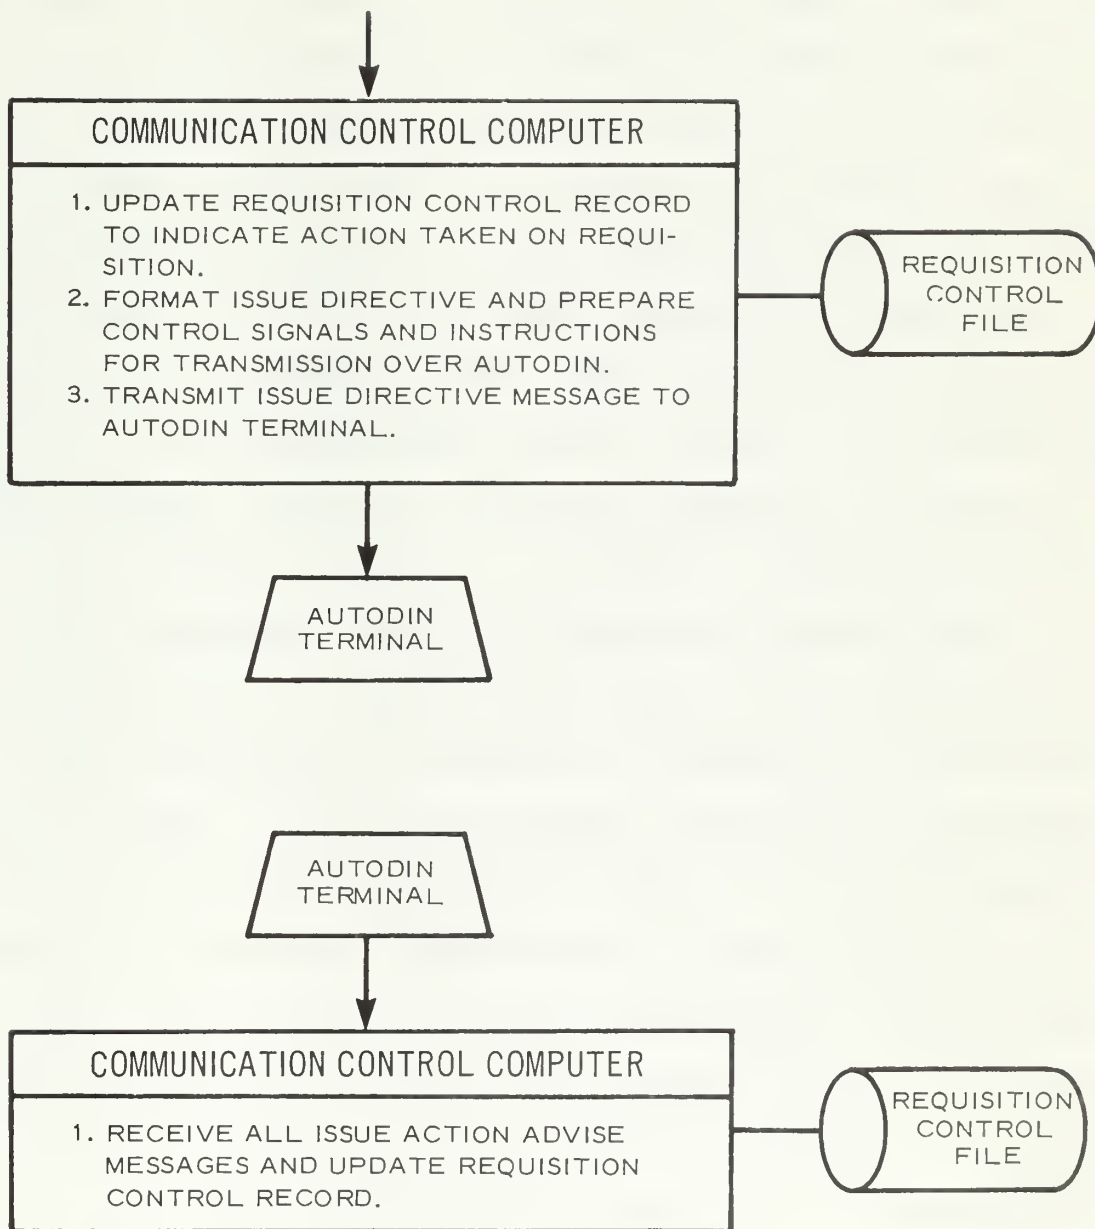 COMMUNICATION CONTROL COMPUTER
1. UPDATE REQUISITION CONTROL RECORD
TO INDICATE ACTION TAKEN ON REQUI-
SITION.
2. FORMAT ISSUE DIRECTIVE AND PREPARE
CONTROL SIGNALS AND INSTRUCTIONS
FOR TRANSMISSION OVER AUTODIN.
3. TRANSMIT ISSUE DIRECTIVE MESSAGE TO
AUTODIN TERMINAL.
REQUISITION
CONTROL
FILE
AUTODIN
TERMINAL
AUTODIN
TERMINAL
COMMUNICATION CONTROL COMPUTER
1. RECEIVE ALL ISSUE ACTION ADVISE
MESSAGES AND UPDATE REQUISITION
CONTROL RECORD.
REQUISITION
CONTROL
FILE